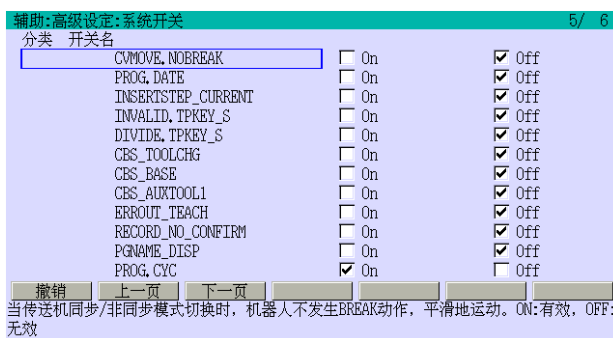 辅助:高级设定:系统开关 5/ 6
分类 开关名
CVMOVE.NOBREAK On Off
PROG.DATE On Off
INSERTSTEP_CURRENT On Off
INVALID.TPKEY_S On Off
DIVIDE.TPKEY_S On Off
CBS_TOOLCHG On Off
CBS_BASE On Off
CBS_AUXTOOL1 On Off
ERROUT_TEACH On Off
RECORD_NO_CONFIRM On Off
PGNAME_DISP On Off
PROG.CYC On Off
撤销 上一页 下一页
当传送机同步/非同步模式切换时，机器人不发生BREAK动作，平滑地运动。ON:有效，OFF:
无效